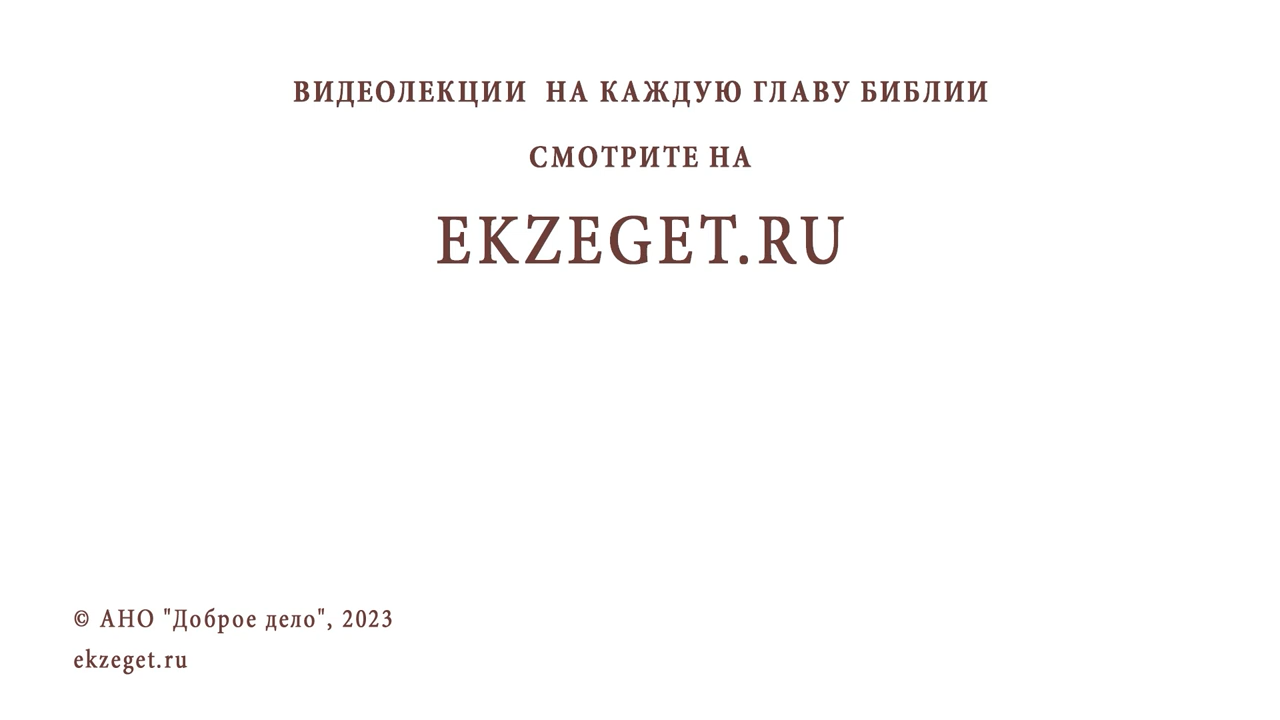 ВИДЕОЛЕКЦИИ НА КАЖДУЮ ГЛАВУ БИБЛИИ
СМОТРИТЕ НА
EKZEGET.RU
© АНО "Доброе дело", 2023
ekzeget.ru